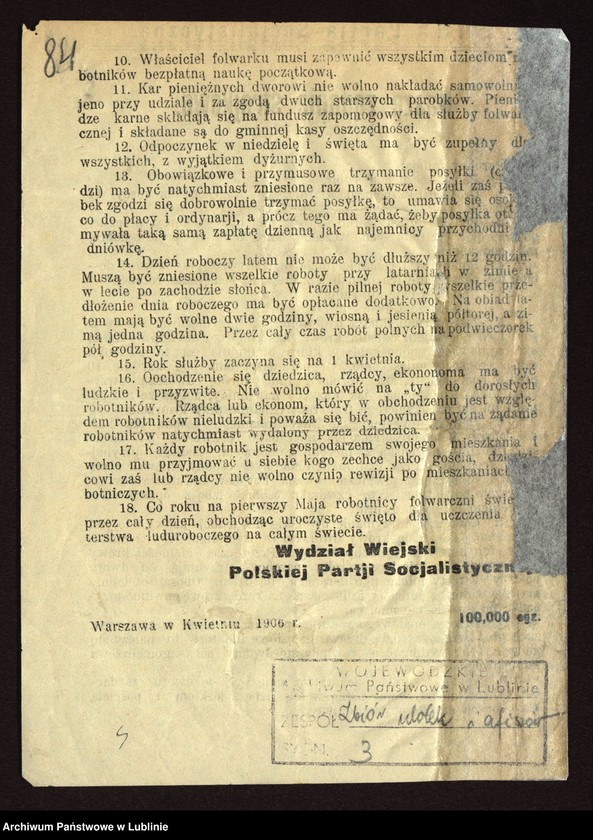 84
10. Właściciel folwarku musi zapewnić wszystkim dzieciom
botników bezpłatną naukę początkową.
11. Kar pieniężnych dworowi nie wolno nakładać samowoln
jeno przy udziale i za zgodą dwuch starszych parobków. Pien
dze karne składają się na fundusz zapomogowy dla służby folwar
cznej i składane są do gminnej kasy oszczędności.
12. Odpoczynek w niedzielę i święta ma być zupełny dl
wszystkich, z wyjątkiem dyżurnych.
13. Obowiązkowe i przymusowe trzymanie posyłki
dzi) ma być natychmiast zniesione raz na zawsze. Jeżeli zaś
bek zgodzi się dobrowolnie trzymać posyłkę, to umawia się oso
co do płacy i ordynarji, a prócz tego ma żądać, żeby posyłka ot
mywała taką samą zapłatę dzienną jak najemnicy przychodni
dniówkę.
14. Dzień roboczy latem nie może być dłuższy niż 12 godzin.
Muszą być zniesione wszelkie roboty przy latarniach w zimie a
w lecie po zachodzie słońca. W razie pilnej roboty wszelkie prze-
dłożenie dnia roboczego ma być opłacane dodatkowo. Na obiad la-
tem mają być wolne dwie godziny, wiosną i jesienią półtorej, a zi-
mą jedna godzina. Przez cały czas robót polnych na podwieczorek
pół godziny.
15. Rok służby zaczyna się na 1 kwietnia.
16. Oochodzenie się dziedzica, rządcy, ekononoma ma być
ludzkie i przyzwite. Nie wolno mówić na „ty" do dorosłych
robotników. Rządca lub ekonom, który w obchodzeniu jest wzglę-
dem robotników nieludzki i poważa się bić, powinien być na żądanie
robotników natychmiast wydalony przez dziedzica.
17. Każdy robotnik jest gospodarzem swojego mieszkania i
wolno mu przyjmować u siebie kogo zechce jako gościa, dziedzi
cowi zaś lub rządcy nie wolno czynip rewizji po mieszkaniach
botniczych.
18. Co roku na pierwszy Maja robotnicy folwarczni świę
przez cały dzień, obchodząc uroczyste święto dla uczczenia
terstwa luduroboczego na całym świecie.
Wydział Wiejski
Polskiej Partji Socjalistyczn
Warszawa w Kwietniu 1906 r.
100,000 egz.
WOJEWÓDZKIE
Archiwum Państwowe w Lublinie
ZESPÓŁ Zbiór ulotek i afiszów
SYGN. 3
Archiwum Państwowe w Lublinie